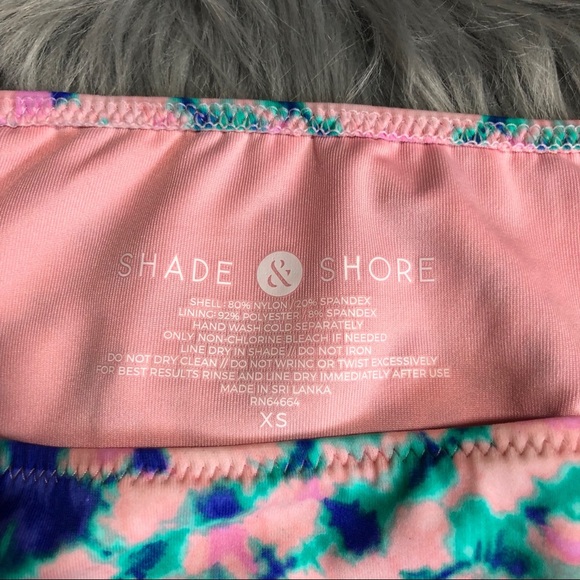 SHADE & SHORE
SHELL: 80% NYLON / 20% SPANDEX
LINING: 92% POLYESTER / 8% SPANDEX
HAND WASH COLD SEPARATELY
ONLY NON-CHLORINE BLEACH IF NEEDED
LINE DRY IN SHADE // DO NOT IRON
DO NOT DRY CLEAN // DO NOT WRING OR TWIST EXCESSIVELY
FOR BEST RESULTS RINSE AND LINE DRY IMMEDIATELY AFTER USE
MADE IN SRI LANKA
RN64664
XS